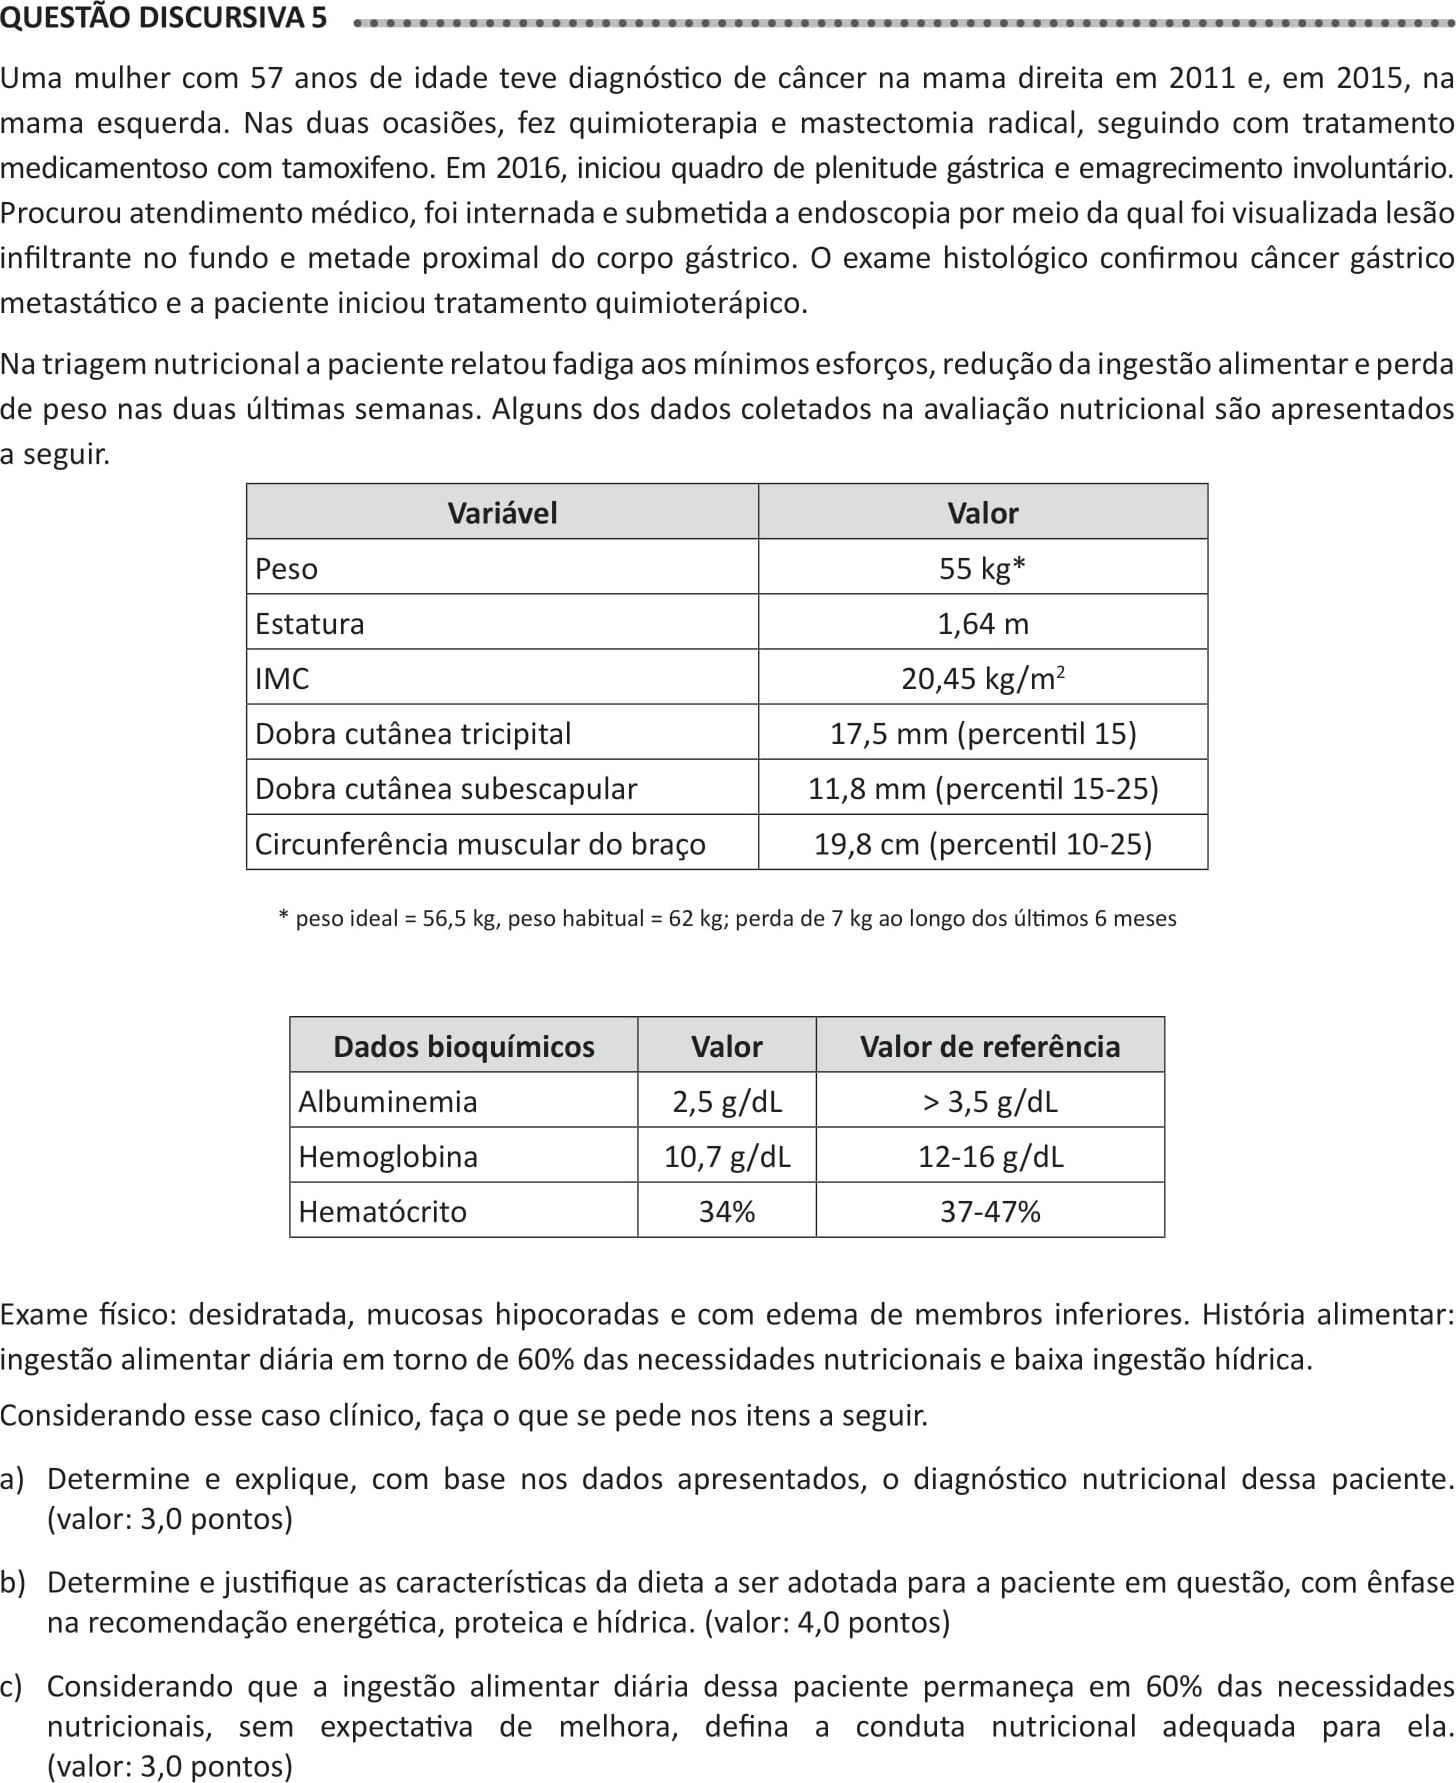 QUESTÃO DISCURSIVA 5
Uma mulher com 57 anos de idade teve diagnóstico de câncer na mama direita em 2011 e, em 2015, na
mama esquerda. Nas duas ocasiões, fez quimioterapia e mastectomia radical, seguindo com tratamento
medicamentoso com tamoxifeno. Em 2016, iniciou quadro de plenitude gástrica e emagrecimento involuntário.
Procurou atendimento médico, foi internada e submetida a endoscopia por meio da qual foi visualizada lesão
infiltrante no fundo e metade proximal do corpo gástrico. O exame histológico confirmou câncer gástrico
metastático e a paciente iniciou tratamento quimioterápico.
Na triagem nutricional a paciente relatou fadiga aos mínimos esforços, redução da ingestão alimentar e perda
de peso nas duas últimas semanas. Alguns dos dados coletados na avaliação nutricional são apresentados
a seguir.
Variável Valor
Peso 55 kg*
Estatura 1,64 m
IMC 20,45 kg/m²
Dobra cutânea tricipital 17,5 mm (percentil 15)
Dobra cutânea subescapular 11,8 mm (percentil 15-25)
Circunferência muscular do braço 19,8 cm (percentil 10-25)
* peso ideal = 56,5 kg, peso habitual = 62 kg; perda de 7 kg ao longo dos últimos 6 meses
Dados bioquímicos Valor Valor de referência
Albuminemia 2,5 g/dL > 3,5 g/dL
Hemoglobina 10,7 g/dL 12-16 g/dL
Hematócrito 34% 37-47%
Exame físico: desidratada, mucosas hipocoradas e com edema de membros inferiores. História alimentar:
ingestão alimentar diária em torno de 60% das necessidades nutricionais e baixa ingestão hídrica.
Considerando esse caso clínico, faça o que se pede nos itens a seguir.
a) Determine e explique, com base nos dados apresentados, o diagnóstico nutricional dessa paciente.
(valor: 3,0 pontos)
b) Determine e justifique as características da dieta a ser adotada para a paciente em questão, com ênfase
na recomendação energética, proteica e hídrica. (valor: 4,0 pontos)
c) Considerando que a ingestão alimentar diária dessa paciente permaneça em 60% das necessidades
nutricionais, sem expectativa de melhora, defina a conduta nutricional adequada para ela.
(valor: 3,0 pontos)